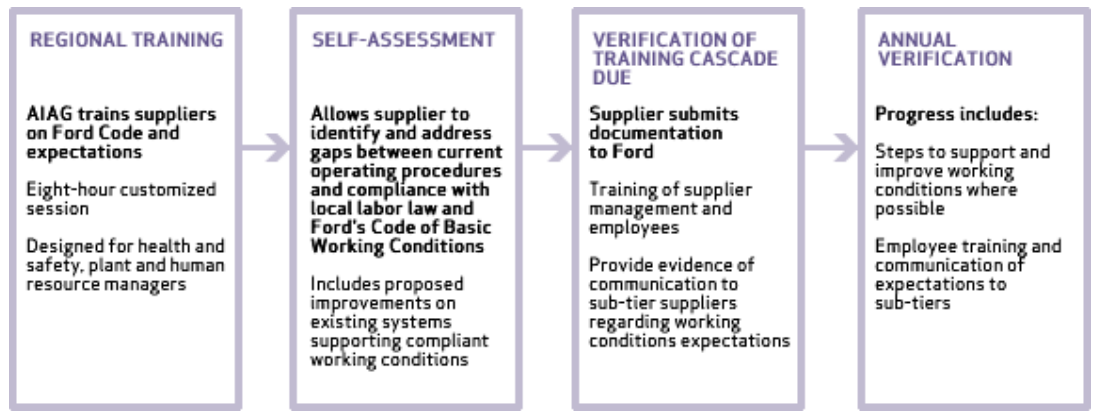 REGIONAL TRAINING
AIAG trains suppliers
on Ford Code and
expectations
Eight-hour customized
session
Designed for health and
safety, plant and human
resource managers
SELF-ASSESSMENT
Allows supplier to
identify and address
gaps between current
operating procedures
and compliance with
local labor law and
Ford's Code of Basic
Working Conditions
Includes proposed
improvements on
existing systems
supporting compliant
working conditions
VERIFICATION OF
TRAINING CASCADE
DUE
Supplier submits
documentation
to Ford
Training of supplier
management and
employees
Provide evidence of
communication to
sub-tier suppliers
regarding working
conditions expectations
ANNUAL
VERIFICATION
Progress includes:
Steps to support and
improve working
conditions where
possible
Employee training and
communication of
expectations to
sub-tiers